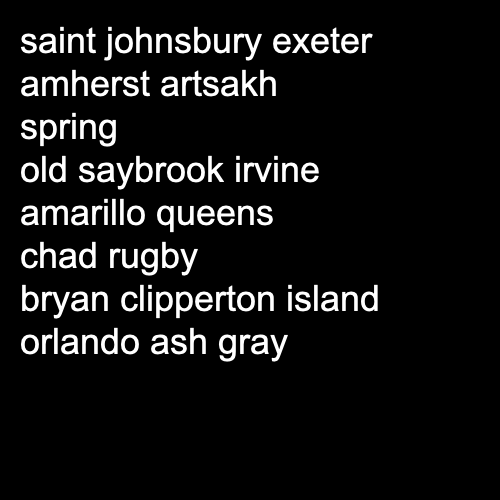 saint johnsbury exeter
amherst artsakh
spring
old saybrook irvine
amarillo queens
chad rugby
bryan clipperton island
orlando ash gray